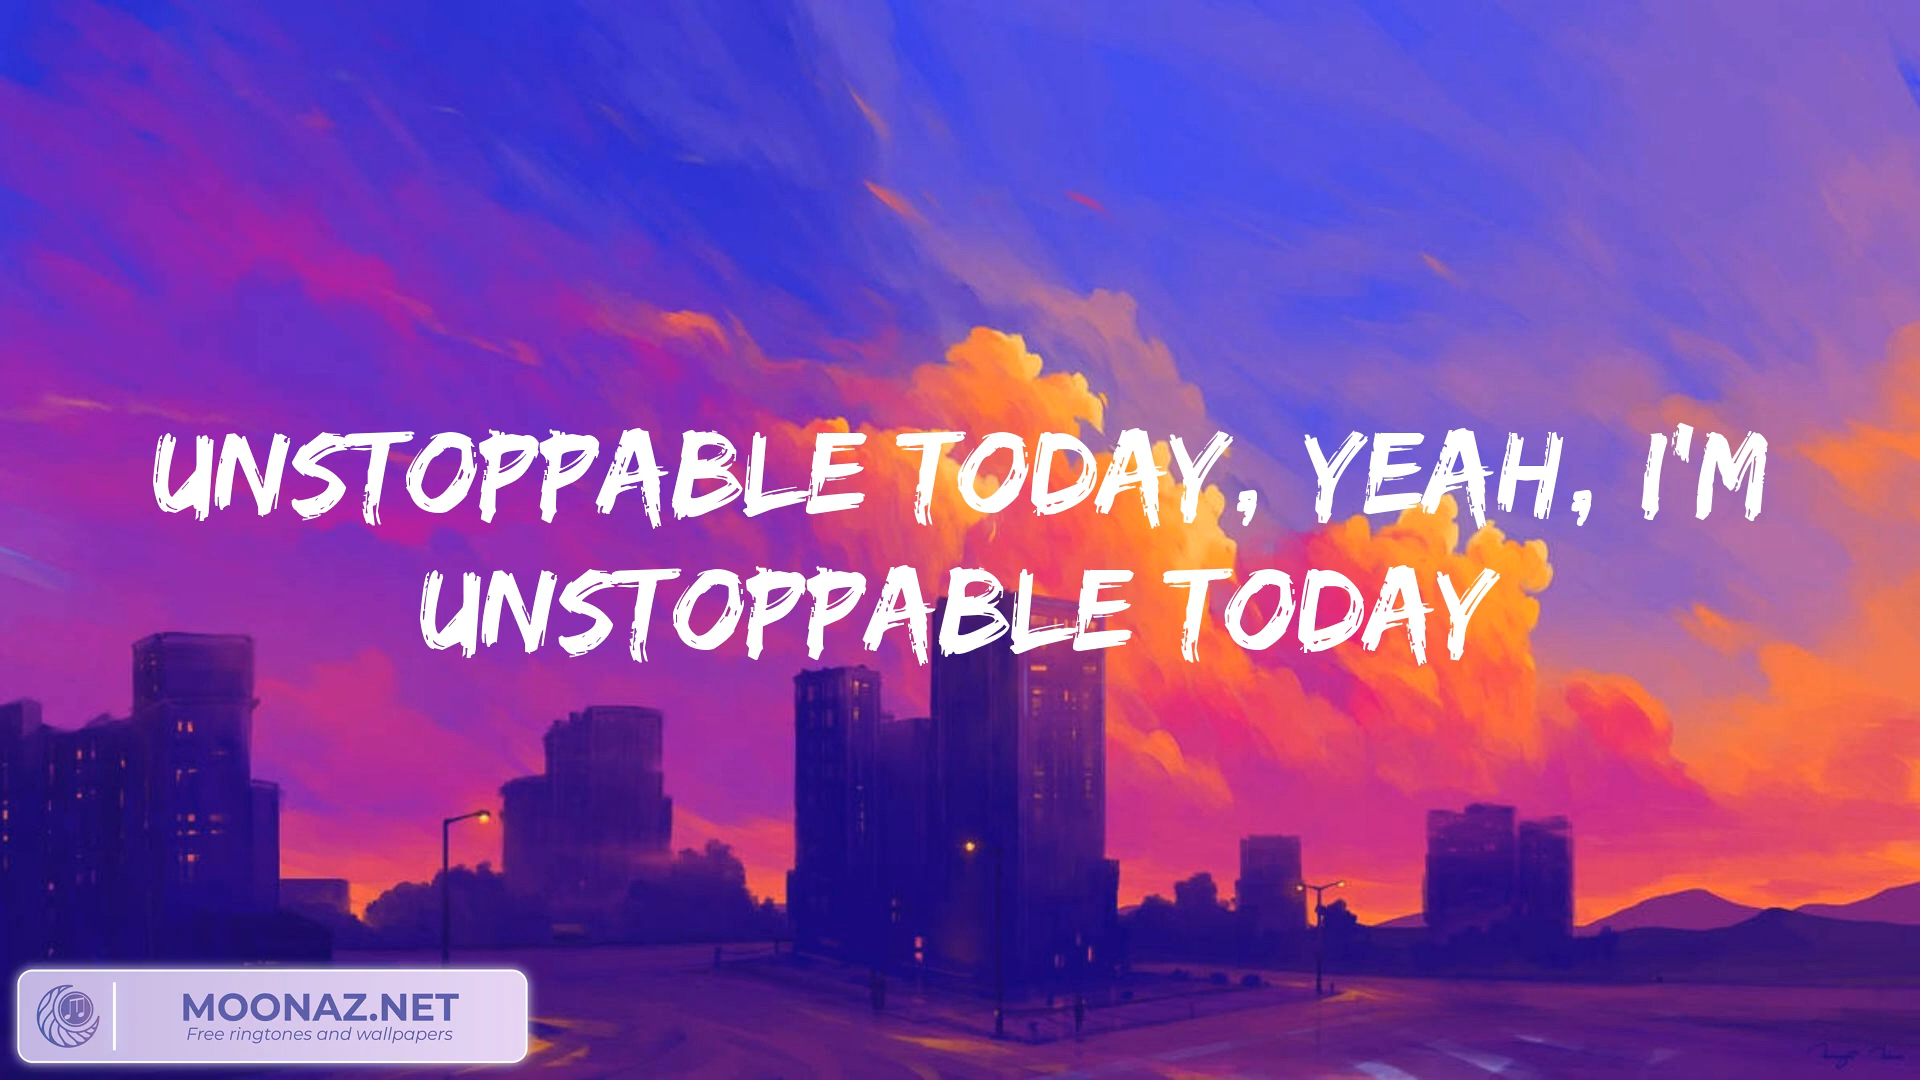 UNSTOPPABLE TODAY, YEAH, I'M
UNSTOPPABLE TODAY
MOONAZ.NET
Free ringtones and wallpapers